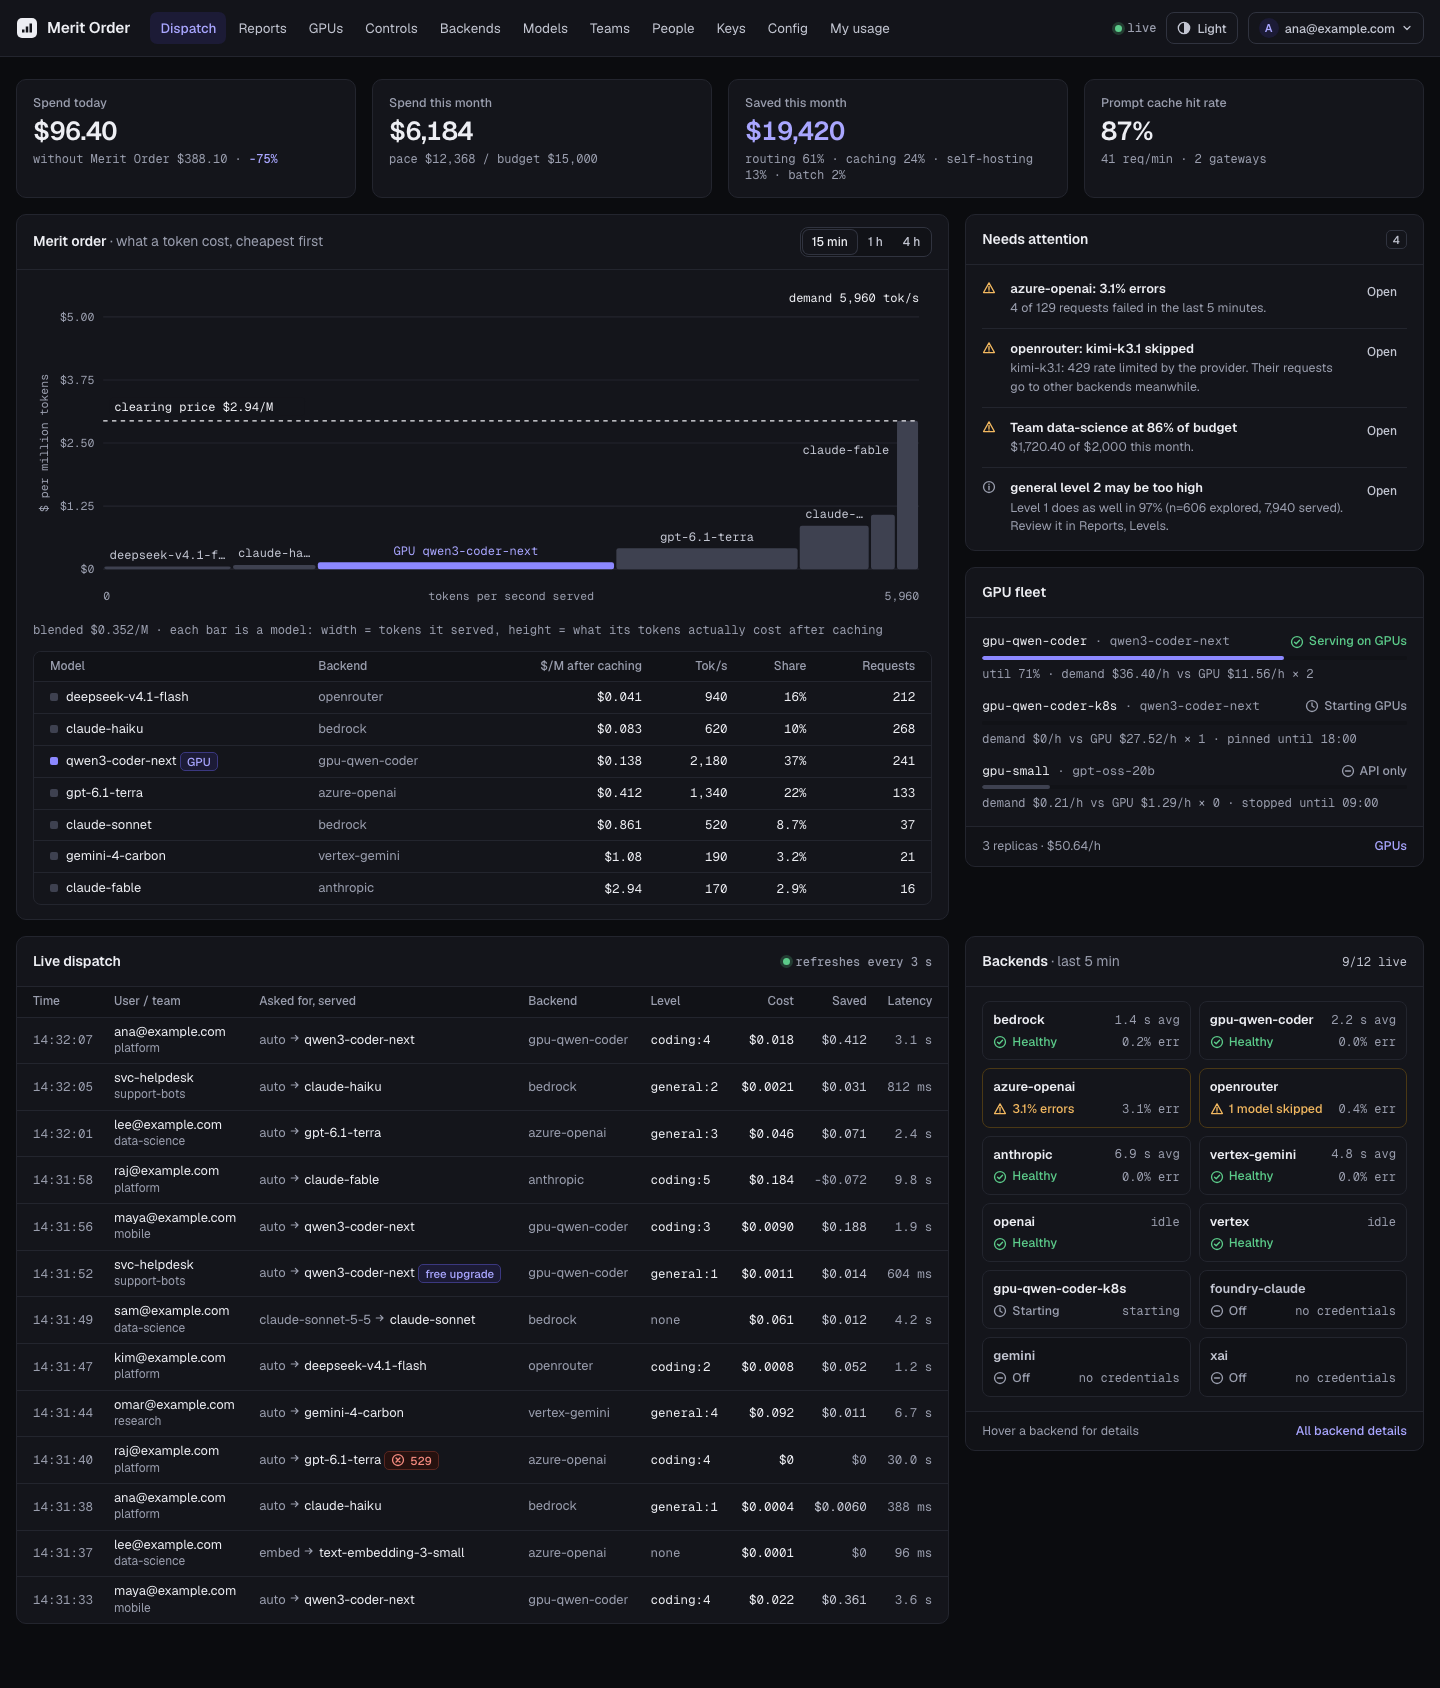 Merit Order Dispatch Reports GPUs Controls Backends Models Teams People Keys Config My usage live Light A ana@example.com
Spend today
$96.40
without Merit Order $388.10 · -75%
Spend this month
$6,184
pace $12,368 / budget $15,000
Saved this month
$19,420
routing 61% · caching 24% · self-hosting
13% · batch 2%
Prompt cache hit rate
87%
41 req/min · 2 gateways
Merit order · what a token cost, cheapest first 15 min 1 h 4 h
demand 5,960 tok/s
$5.00
$3.75
clearing price $2.94/M
$2.50
claude-fable
$1.25
claude-…
gpt-6.1-terra
GPU qwen3-coder-next
deepseek-v4.1-f… claude-ha…
$0
$ per million tokens
0 tokens per second served 5,960
blended $0.352/M · each bar is a model: width = tokens it served, height = what its tokens actually cost after caching
Model Backend $/M after caching Tok/s Share Requests
deepseek-v4.1-flash openrouter $0.041 940 16% 212
claude-haiku bedrock $0.083 620 10% 268
qwen3-coder-next GPU gpu-qwen-coder $0.138 2,180 37% 241
gpt-6.1-terra azure-openai $0.412 1,340 22% 133
claude-sonnet bedrock $0.861 520 8.7% 37
gemini-4-carbon vertex-gemini $1.08 190 3.2% 21
claude-fable anthropic $2.94 170 2.9% 16
Needs attention 4
azure-openai: 3.1% errors Open
4 of 129 requests failed in the last 5 minutes.
openrouter: kimi-k3.1 skipped Open
kimi-k3.1: 429 rate limited by the provider. Their requests
go to other backends meanwhile.
Team data-science at 86% of budget Open
$1,720.40 of $2,000 this month.
general level 2 may be too high Open
Level 1 does as well in 97% (n=606 explored, 7,940 served).
Review it in Reports, Levels.
GPU fleet
gpu-qwen-coder · qwen3-coder-next Serving on GPUs
util 71% · demand $36.40/h vs GPU $11.56/h × 2
gpu-qwen-coder-k8s · qwen3-coder-next Starting GPUs
demand $0/h vs GPU $27.52/h × 1 · pinned until 18:00
gpu-small · gpt-oss-20b API only
demand $0.21/h vs GPU $1.29/h × 0 · stopped until 09:00
3 replicas · $50.64/h GPUs
Live dispatch refreshes every 3 s
Time User / team Asked for, served Backend Level Cost Saved Latency
14:32:07 ana@example.com platform auto → qwen3-coder-next gpu-qwen-coder coding:4 $0.018 $0.412 3.1 s
14:32:05 svc-helpdesk support-bots auto → claude-haiku bedrock general:2 $0.0021 $0.031 812 ms
14:32:01 lee@example.com data-science auto → gpt-6.1-terra azure-openai general:3 $0.046 $0.071 2.4 s
14:31:58 raj@example.com platform auto → claude-fable anthropic coding:5 $0.184 -$0.072 9.8 s
14:31:56 maya@example.com mobile auto → qwen3-coder-next gpu-qwen-coder coding:3 $0.0090 $0.188 1.9 s
14:31:52 svc-helpdesk support-bots auto → qwen3-coder-next free upgrade gpu-qwen-coder general:1 $0.0011 $0.014 604 ms
14:31:49 sam@example.com data-science claude-sonnet-5-5 → claude-sonnet bedrock none $0.061 $0.012 4.2 s
14:31:47 kim@example.com platform auto → deepseek-v4.1-flash openrouter coding:2 $0.0008 $0.052 1.2 s
14:31:44 omar@example.com research auto → gemini-4-carbon vertex-gemini general:4 $0.092 $0.011 6.7 s
14:31:40 raj@example.com platform auto → gpt-6.1-terra 529 azure-openai coding:4 $0 $0 30.0 s
14:31:38 ana@example.com platform auto → claude-haiku bedrock general:1 $0.0004 $0.0060 388 ms
14:31:37 lee@example.com data-science embed → text-embedding-3-small azure-openai none $0.0001 $0 96 ms
14:31:33 maya@example.com mobile auto → qwen3-coder-next gpu-qwen-coder coding:4 $0.022 $0.361 3.6 s
Backends · last 5 min 9/12 live
bedrock 1.4 s avg
Healthy 0.2% err
gpu-qwen-coder 2.2 s avg
Healthy 0.0% err
azure-openai
3.1% errors 3.1% err
openrouter
1 model skipped 0.4% err
anthropic 6.9 s avg
Healthy 0.0% err
vertex-gemini 4.8 s avg
Healthy 0.0% err
openai idle
Healthy
vertex idle
Healthy
gpu-qwen-coder-k8s
Starting starting
foundry-claude
Off no credentials
gemini
Off no credentials
xai
Off no credentials
Hover a backend for details All backend details